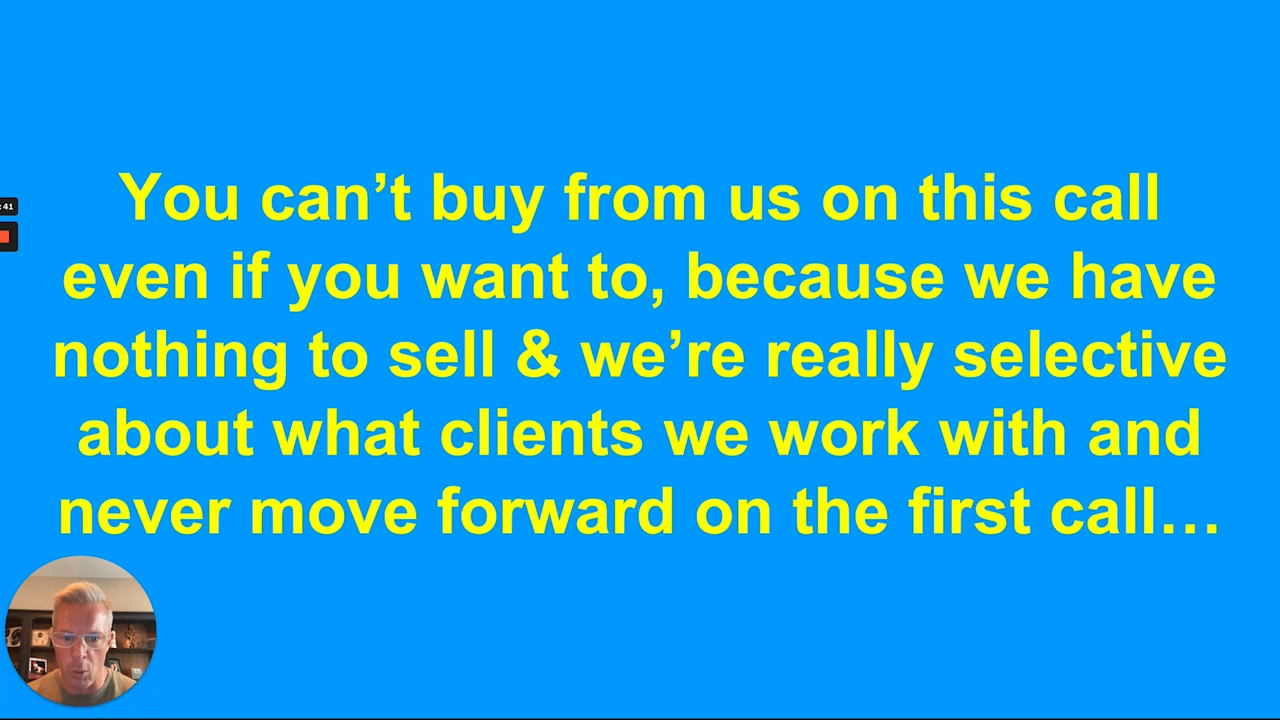 You can’t buy from us on this call
even if you want to, because we have
nothing to sell & we’re really selective
about what clients we work with and
never move forward on the first call…
:41